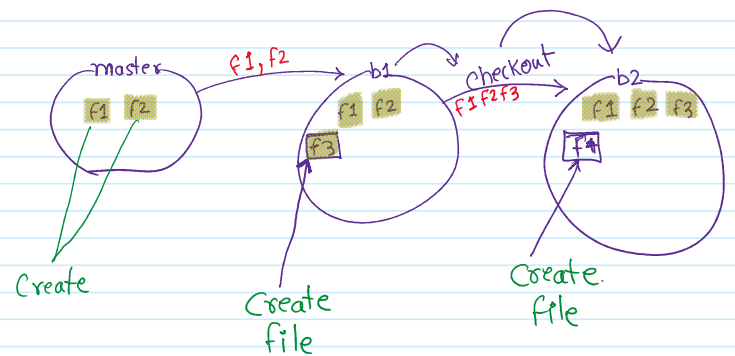 master
f1, f2
b1
checkout
b2
f1 f2
f1 f2
f1 f2 f3
f1 f2 f3
f3
f4
Create
Create
file
Create.
file